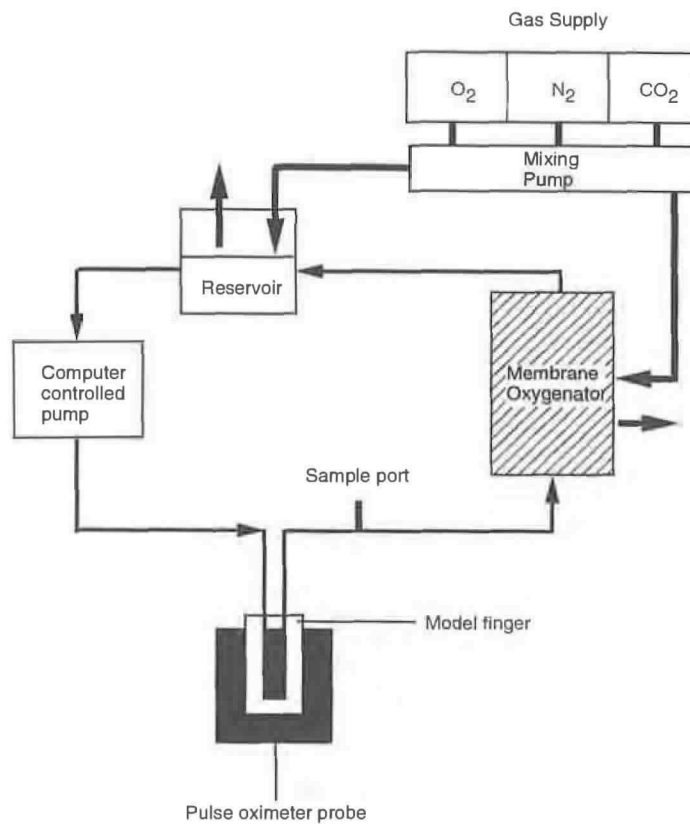 Gas Supply
O2 N2 CO2
Mixing
Pump
Reservoir
Computer
controlled
pump
Membrane
Oxygenator
Sample port
Model finger
Pulse oximeter probe